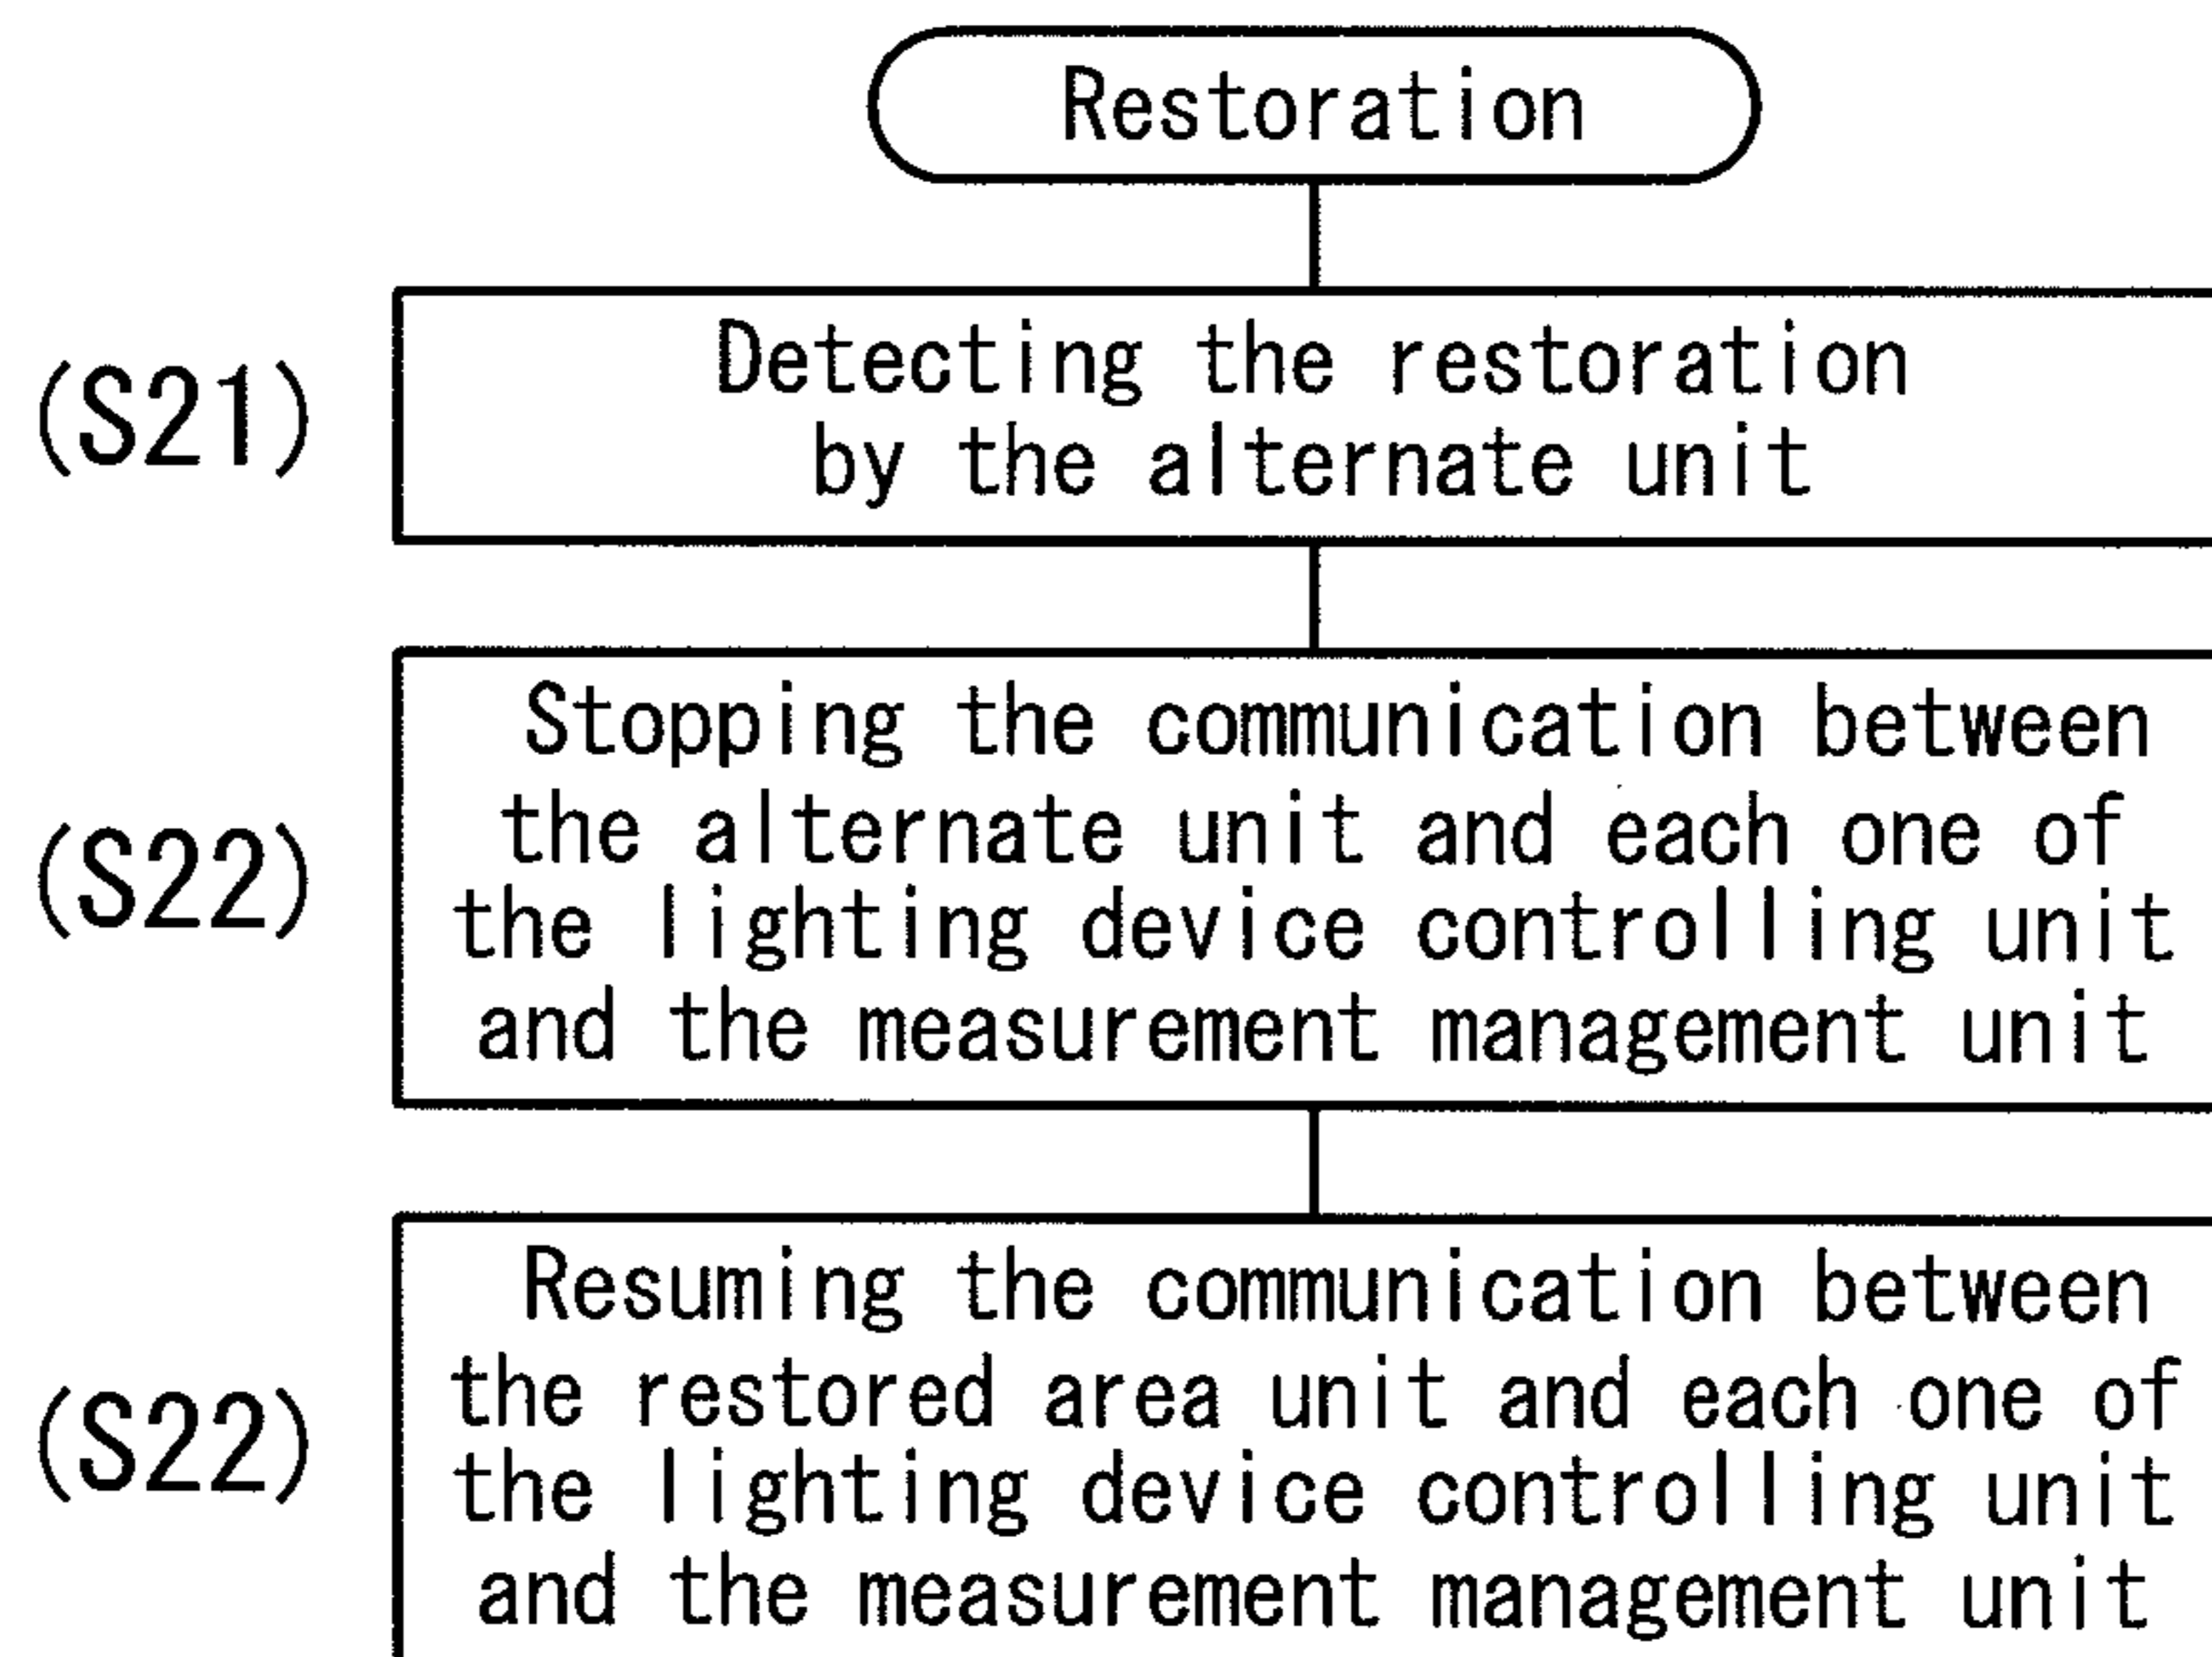 Restoration
(S21)
Detecting the restoration
by the alternate unit
(S22)
Stopping the communication between
the alternate unit and each one of
the lighting device controlling unit
and the measurement management unit
(S22)
Resuming the communication between
the restored area unit and each one of
the lighting device controlling unit
and the measurement management unit